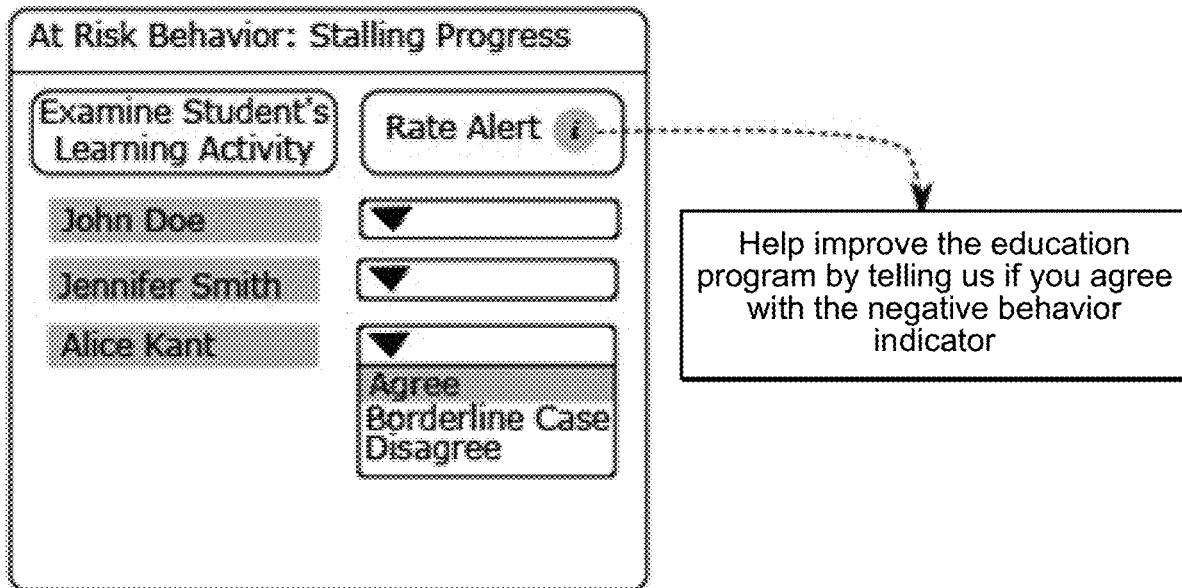 At Risk Behavior: Stalling Progress
Examine Student's
Learning Activity
Rate Alert i
John Doe
Jennifer Smith
Alice Kant
Agree
Borderline Case
Disagree
Help improve the education
program by telling us if you agree
with the negative behavior
indicator